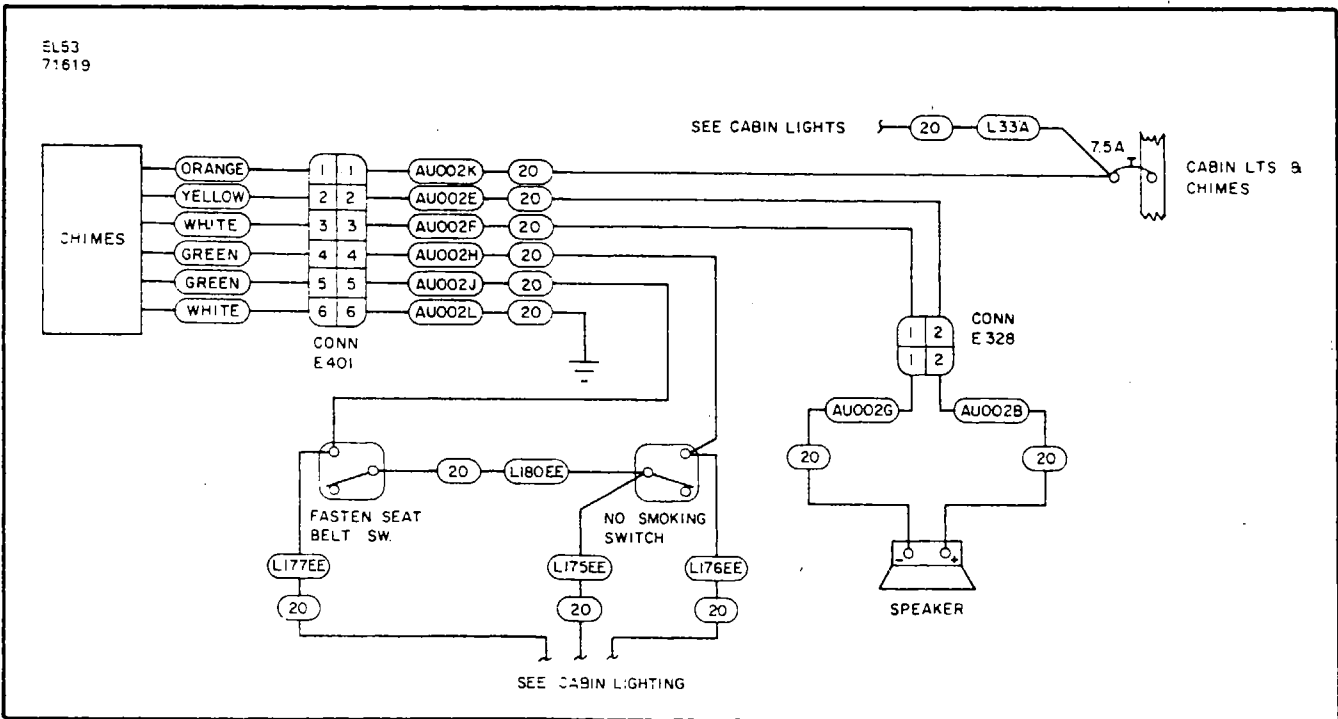 EL53
71619
SEE CABIN LIGHTS
20
L33A
7.5A
CABIN LTS &
CHIMES
CHIMES
ORANGE 1 1 AU002K 20
YELLOW 2 2 AU002E 20
WHITE 3 3 AU002F 20
GREEN 4 4 AU002H 20
GREEN 5 5 AU002J 20
WHITE 6 6 AU002L 20
CONN
E401
1 2
1 2
CONN
E328
AU002G
AU002B
20
20
20
L180EE
FASTEN SEAT
BELT SW.
NO SMOKING
SWITCH
L177EE
L175EE
L176EE
20
20
20
- +
SPEAKER
SEE CABIN LIGHTING